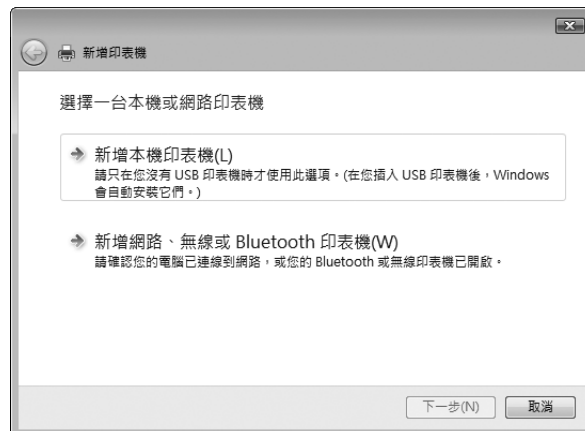 新增印表機
選擇一台本機或網路印表機
新增本機印表機(L)
請只在您沒有 USB 印表機時才使用此選項。(在您插入 USB 印表機後，Windows
會自動安裝它們。)
新增網路、無線或 Bluetooth 印表機(W)
請確認您的電腦已連線到網路，或您的 Bluetooth 或無線印表機已開啟。
下一步(N)
取消